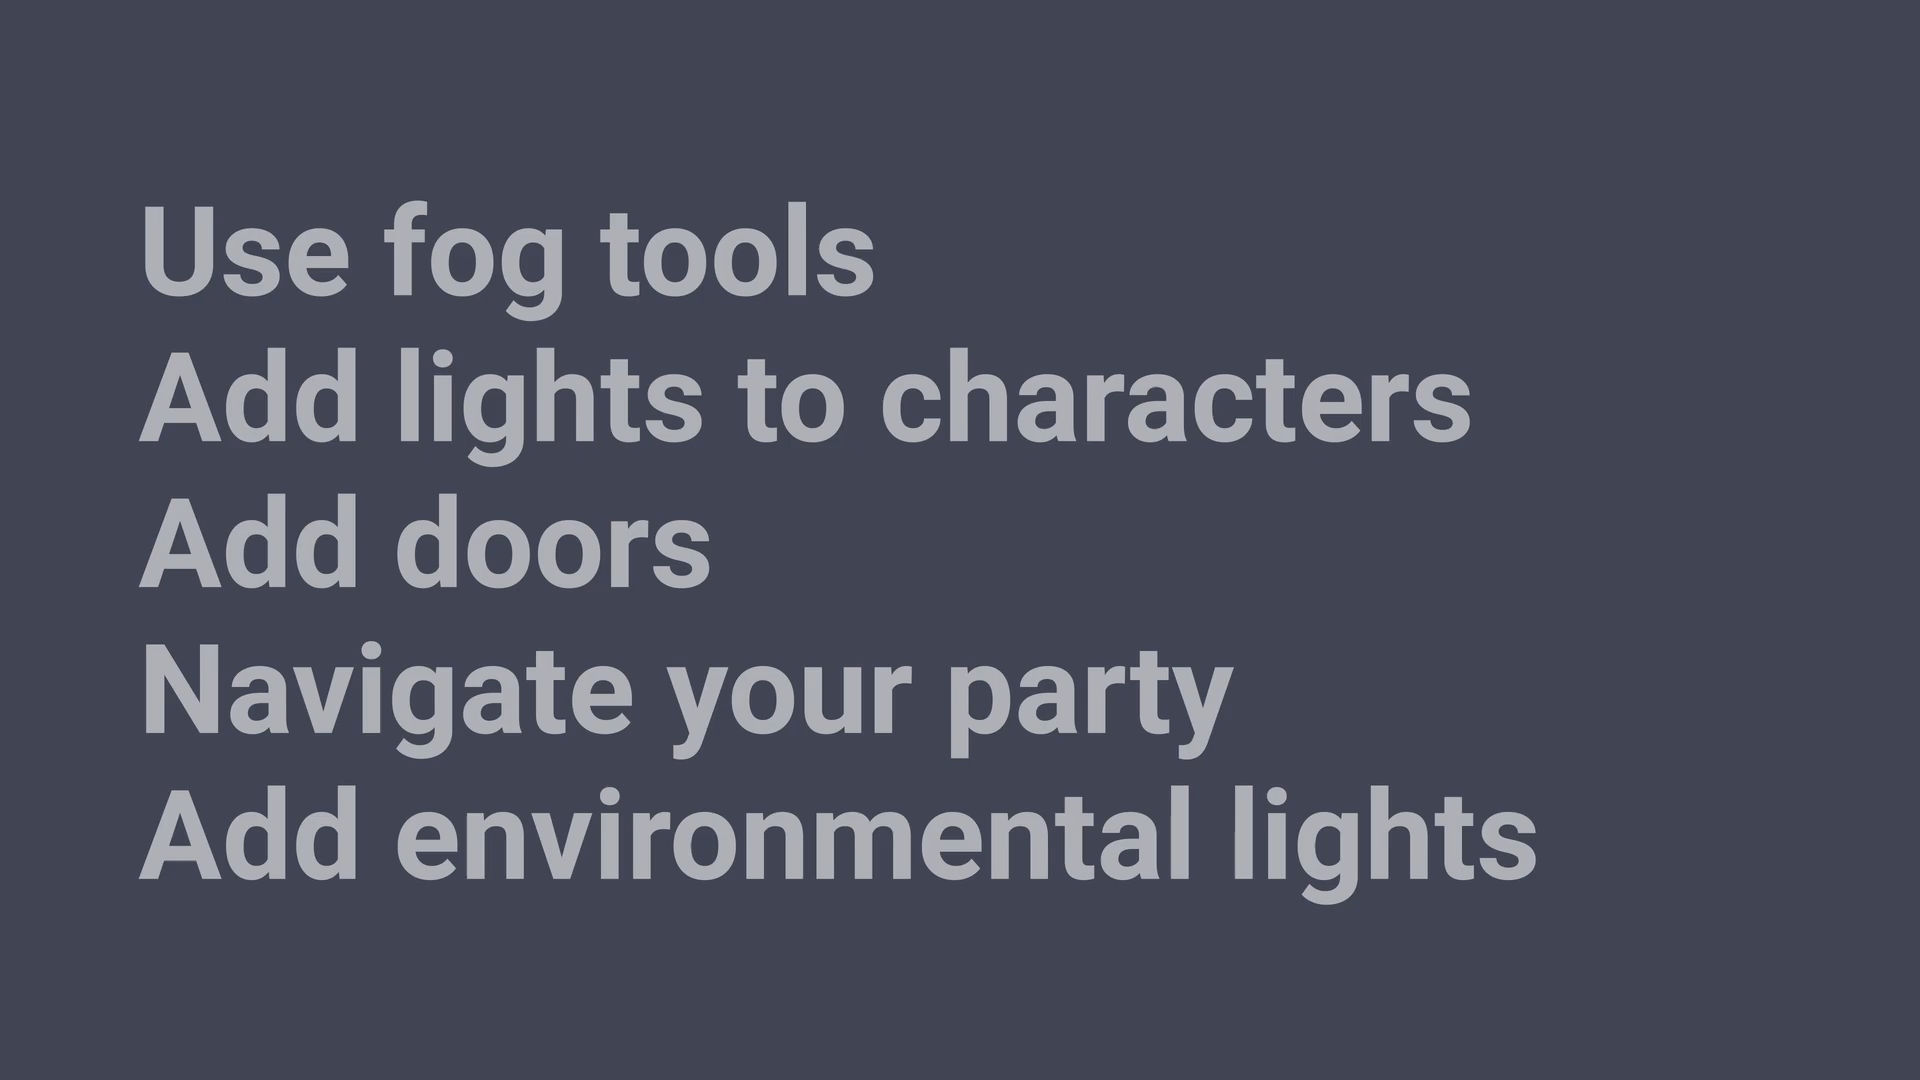 Use fog tools
Add lights to characters
Add doors
Navigate your party
Add environmental lights